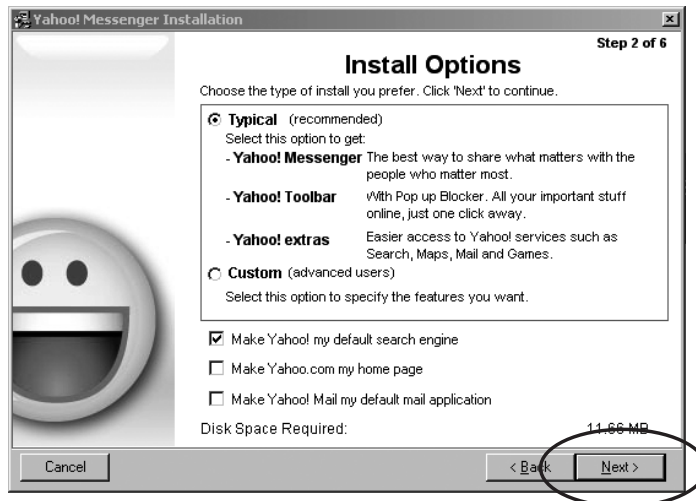 Yahoo! Messenger Installation
Step 2 of 6
Install Options
Choose the type of install you prefer. Click 'Next' to continue.
Typical (recommended)
Select this option to get:
- Yahoo! Messenger The best way to share what matters with the
people who matter most.
- Yahoo! Toolbar With Pop up Blocker. All your important stuff
online, just one click away.
- Yahoo! extras Easier access to Yahoo! services such as
Search, Maps, Mail and Games.
Custom (advanced users)
Select this option to specify the features you want.
Make Yahoo! my default search engine
Make Yahoo.com my home page
Make Yahoo! Mail my default mail application
Disk Space Required: 11.66 MB
Cancel < Back Next >